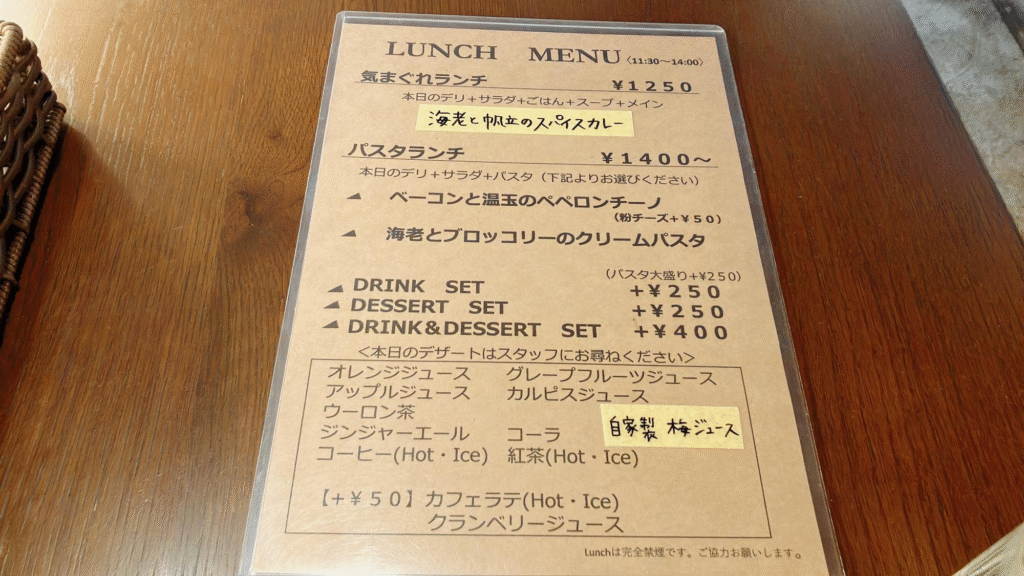 LUNCH MENU〈11:30～14:00〉
気まぐれランチ ￥１２５０
本日のデリ＋サラダ+ごはん＋スープ＋メイン
海老と帆立のスパイスカレー
パスタランチ ￥１４００～
本日のデリ＋サラダ+パスタ（下記よりお選びください）
ベーコンと温玉のペペロンチーノ
（粉チーズ+￥５０）
海老とブロッコリーのクリームパスタ
（パスタ大盛り+¥250）
DRINK SET ＋￥２５０
DESSERT SET ＋￥２５０
DRINK＆DESSERT SET ＋￥４００
＜本日のデザートはスタッフにお尋ねください＞
オレンジジュース グレープフルーツジュース
アップルジュース カルピスジュース
ウーロン茶
自家製 梅ジュース
ジンジャーエール コーラ
コーヒー(Hot・Ice) 紅茶(Hot・Ice)
【＋￥５０】カフェラテ(Hot・Ice)
クランベリージュース
Lunchは完全禁煙です。ご協力お願いします。